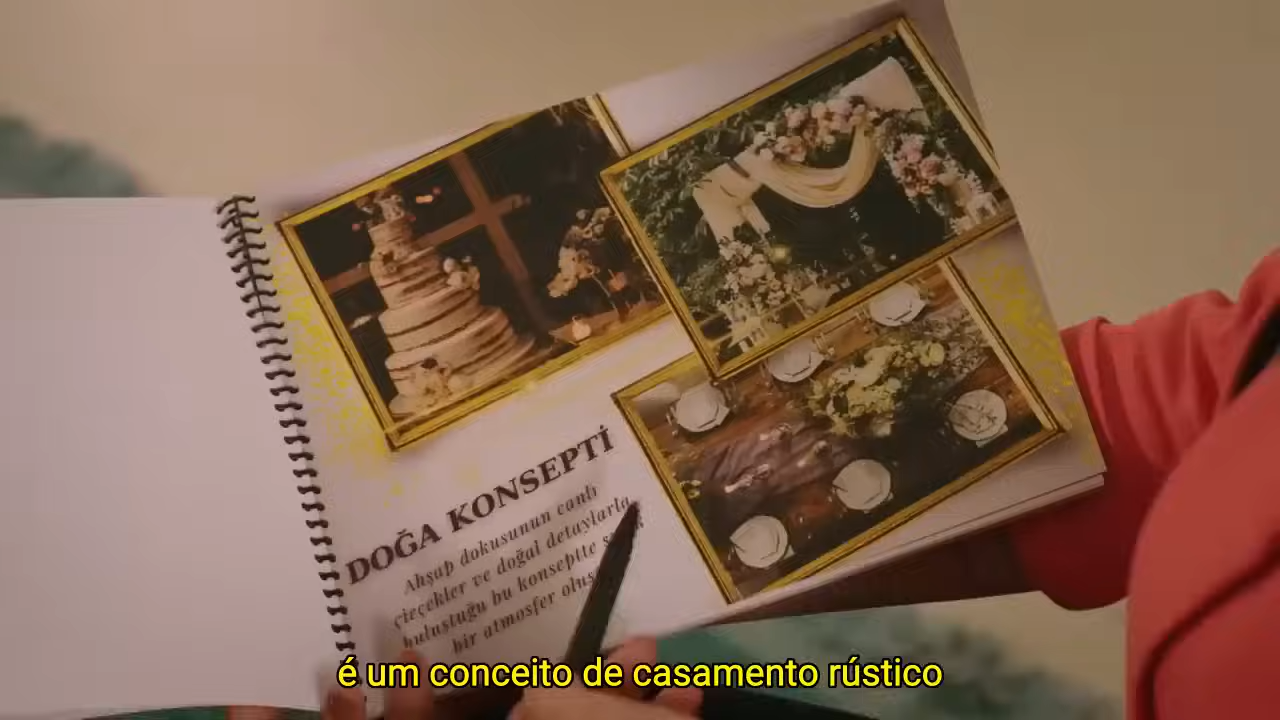 DOĞA KONSEPTİ
Ahşap dokusunun canlı
çiçekler ve doğal detaylarla
buluştuğu bu konseptte
bir atmosfer
é um conceito de casamento rústico